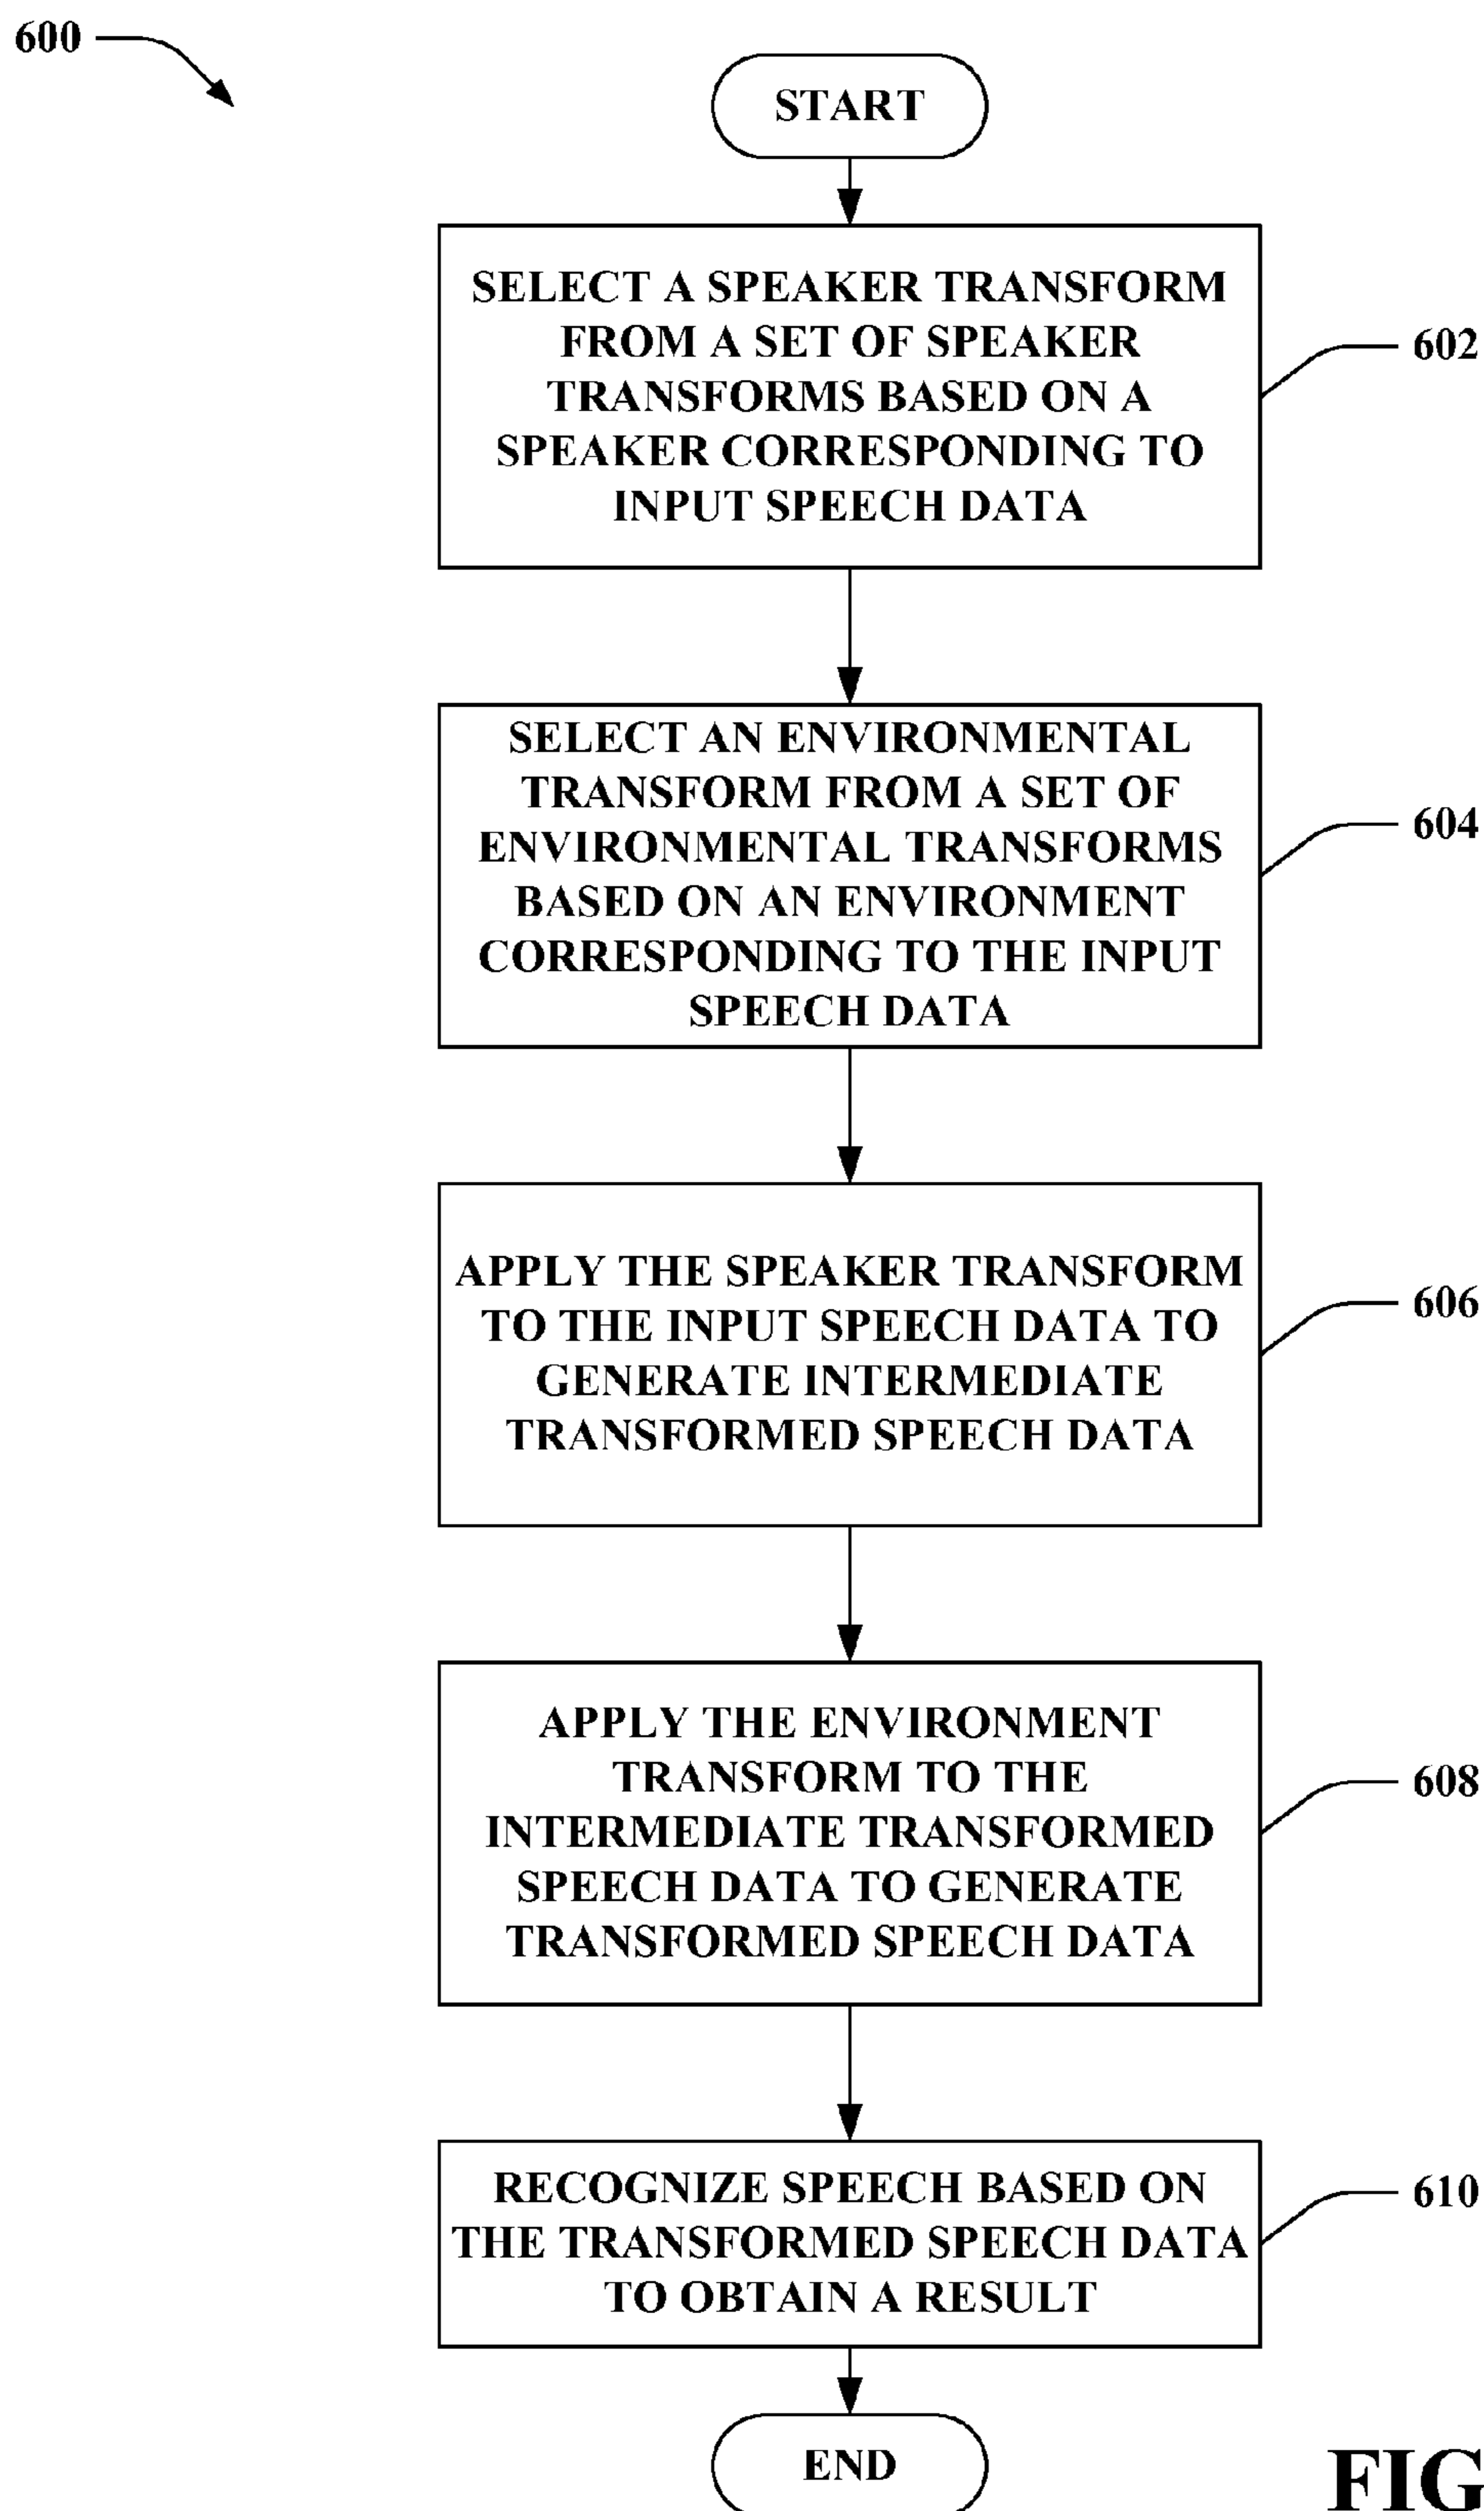 600
START
SELECT A SPEAKER TRANSFORM
FROM A SET OF SPEAKER
TRANSFORMS BASED ON A
SPEAKER CORRESPONDING TO
INPUT SPEECH DATA
602
SELECT AN ENVIRONMENTAL
TRANSFORM FROM A SET OF
ENVIRONMENTAL TRANSFORMS
BASED ON AN ENVIRONMENT
CORRESPONDING TO THE INPUT
SPEECH DATA
604
APPLY THE SPEAKER TRANSFORM
TO THE INPUT SPEECH DATA TO
GENERATE INTERMEDIATE
TRANSFORMED SPEECH DATA
606
APPLY THE ENVIRONMENT
TRANSFORM TO THE
INTERMEDIATE TRANSFORMED
SPEECH DATA TO GENERATE
TRANSFORMED SPEECH DATA
608
RECOGNIZE SPEECH BASED ON
THE TRANSFORMED SPEECH DATA
TO OBTAIN A RESULT
610
END
FIG